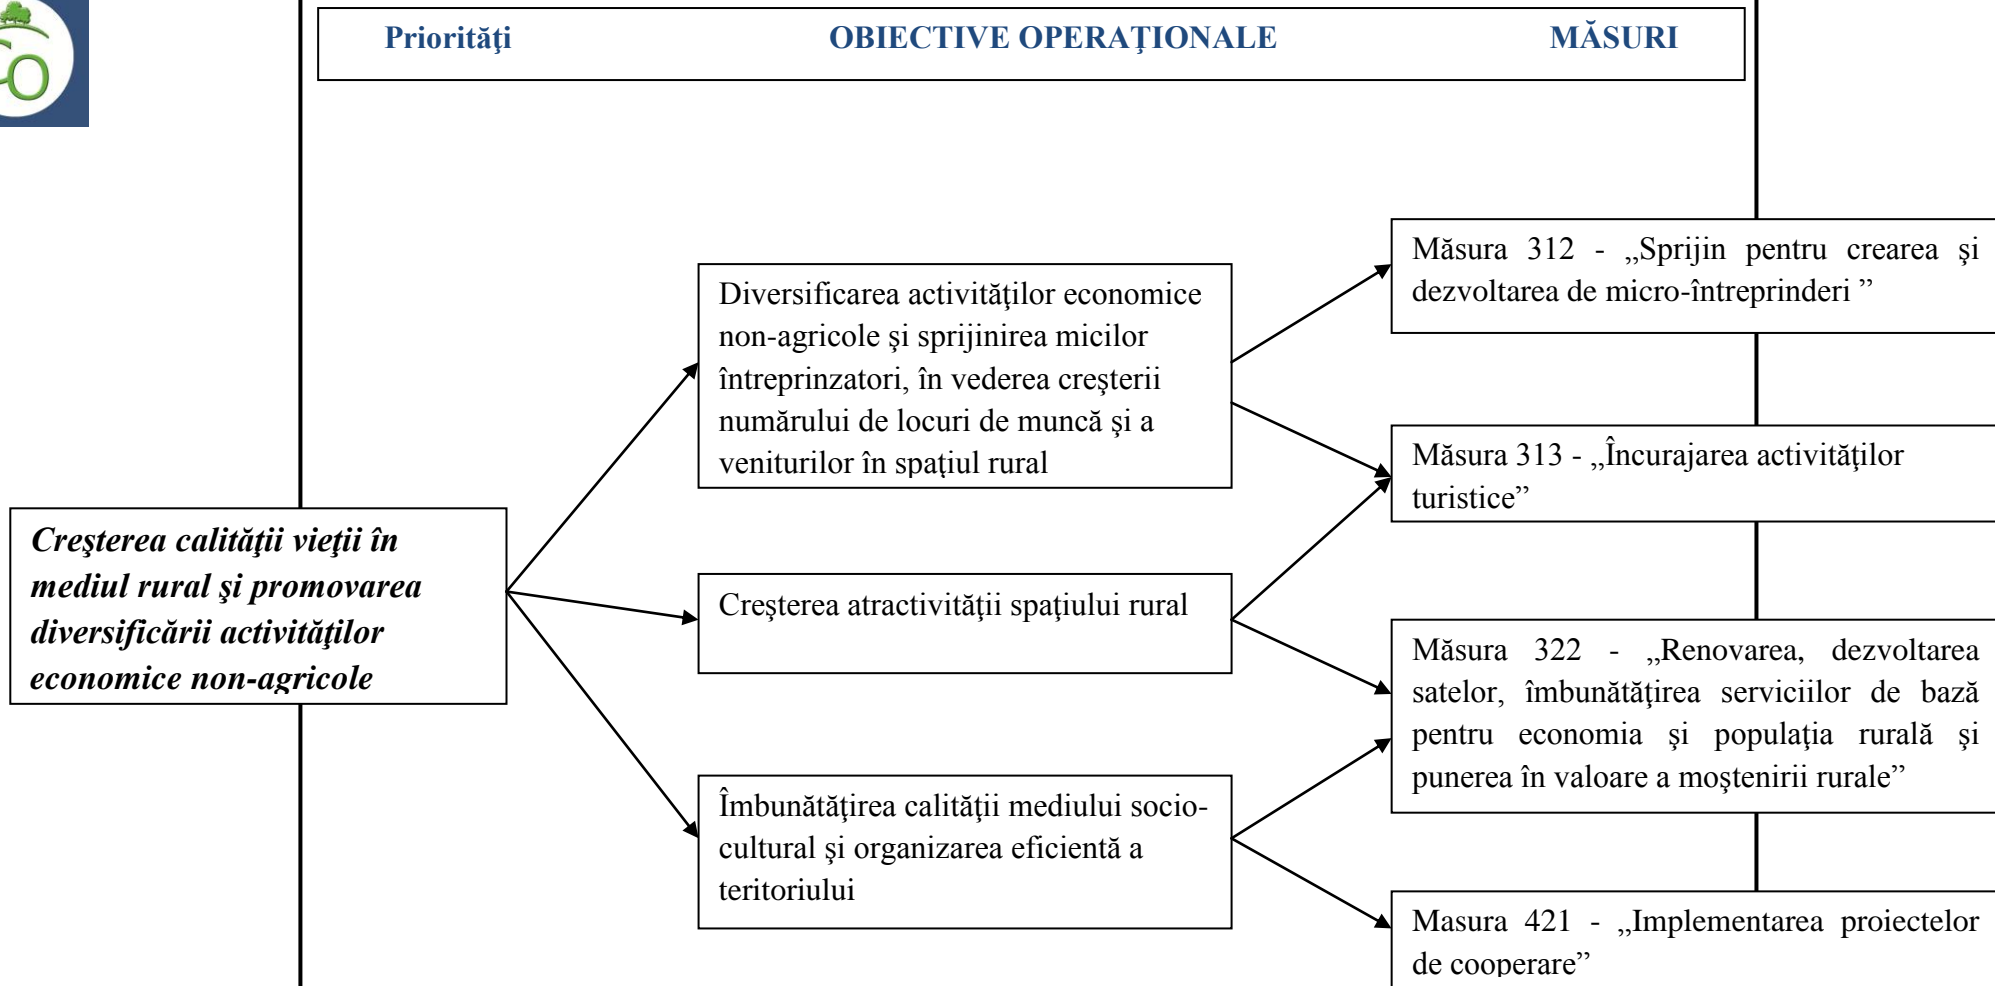 O
Priorităţi OBIECTIVE OPERAŢIONALE MĂSURI
Creşterea calităţii vieţii în
mediul rural şi promovarea
diversificării activităţilor
economice non-agricole
Diversificarea activităţilor economice
non-agricole şi sprijinirea micilor
întreprinzatori, în vederea creşterii
numărului de locuri de muncă şi a
veniturilor în spaţiul rural
Creşterea atractivităţii spaţiului rural
Îmbunătăţirea calităţii mediului socio-
cultural şi organizarea eficientă a
teritoriului
Măsura 312 - „Sprijin pentru crearea şi
dezvoltarea de micro-întreprinderi ”
Măsura 313 - „Încurajarea activităţilor
turistice”
Măsura 322 - „Renovarea, dezvoltarea
satelor, îmbunătăţirea serviciilor de bază
pentru economia şi populaţia rurală şi
punerea în valoare a moştenirii rurale”
Masura 421 - „Implementarea proiectelor
de cooperare”